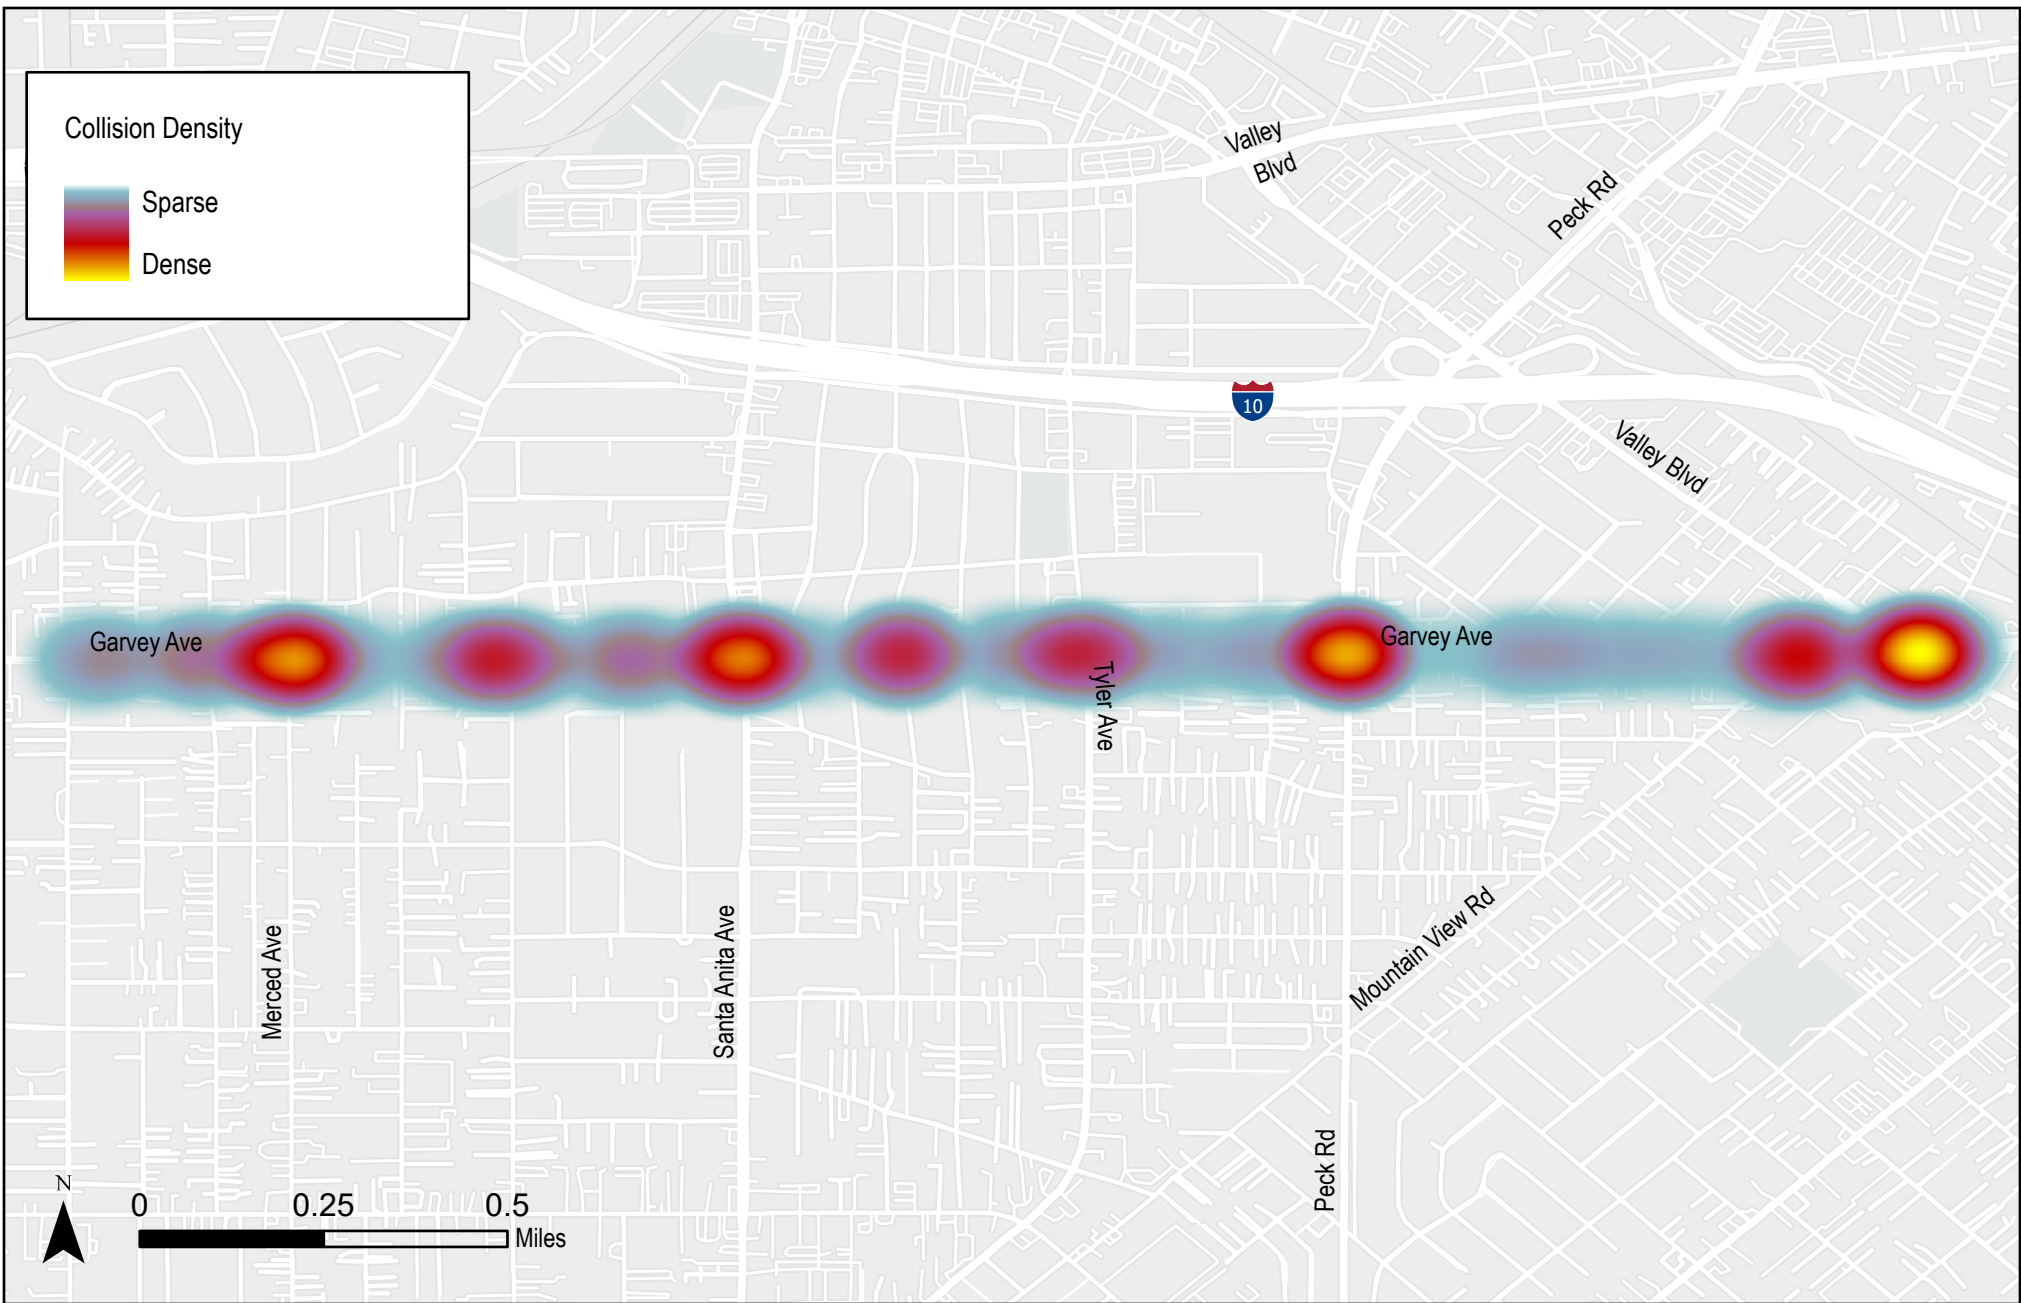 Collision Density
Sparse
Dense
Valley
Blvd
Peck Rd
10
Valley Blvd
Garvey Ave
Garvey Ave
Tyler Ave
Merced Ave
Santa Anita Ave
Mountain View Rd
Peck Rd
N
0 0.25 0.5
Miles